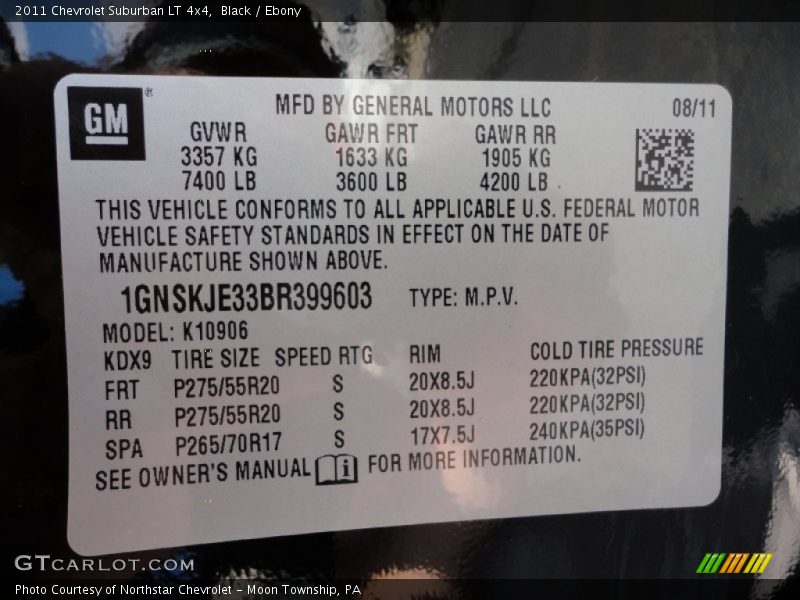 2011 Chevrolet Suburban LT 4x4, Black / Ebony
GM ®
MFD BY GENERAL MOTORS LLC 08/11
GVWR GAWR FRT GAWR RR
3357 KG 1633 KG 1905 KG
7400 LB 3600 LB 4200 LB
THIS VEHICLE CONFORMS TO ALL APPLICABLE U.S. FEDERAL MOTOR
VEHICLE SAFETY STANDARDS IN EFFECT ON THE DATE OF
MANUFACTURE SHOWN ABOVE.
1GNSKJE33BR399603 TYPE: M.P.V.
MODEL: K10906
KDX9 TIRE SIZE SPEED RTG RIM COLD TIRE PRESSURE
FRT P275/55R20 S 20X8.5J 220KPA(32PSI)
RR P275/55R20 S 20X8.5J 220KPA(32PSI)
SPA P265/70R17 S 17X7.5J 240KPA(35PSI)
SEE OWNER'S MANUAL i FOR MORE INFORMATION.
GTCARLOT.COM
Photo Courtesy of Northstar Chevrolet - Moon Township, PA